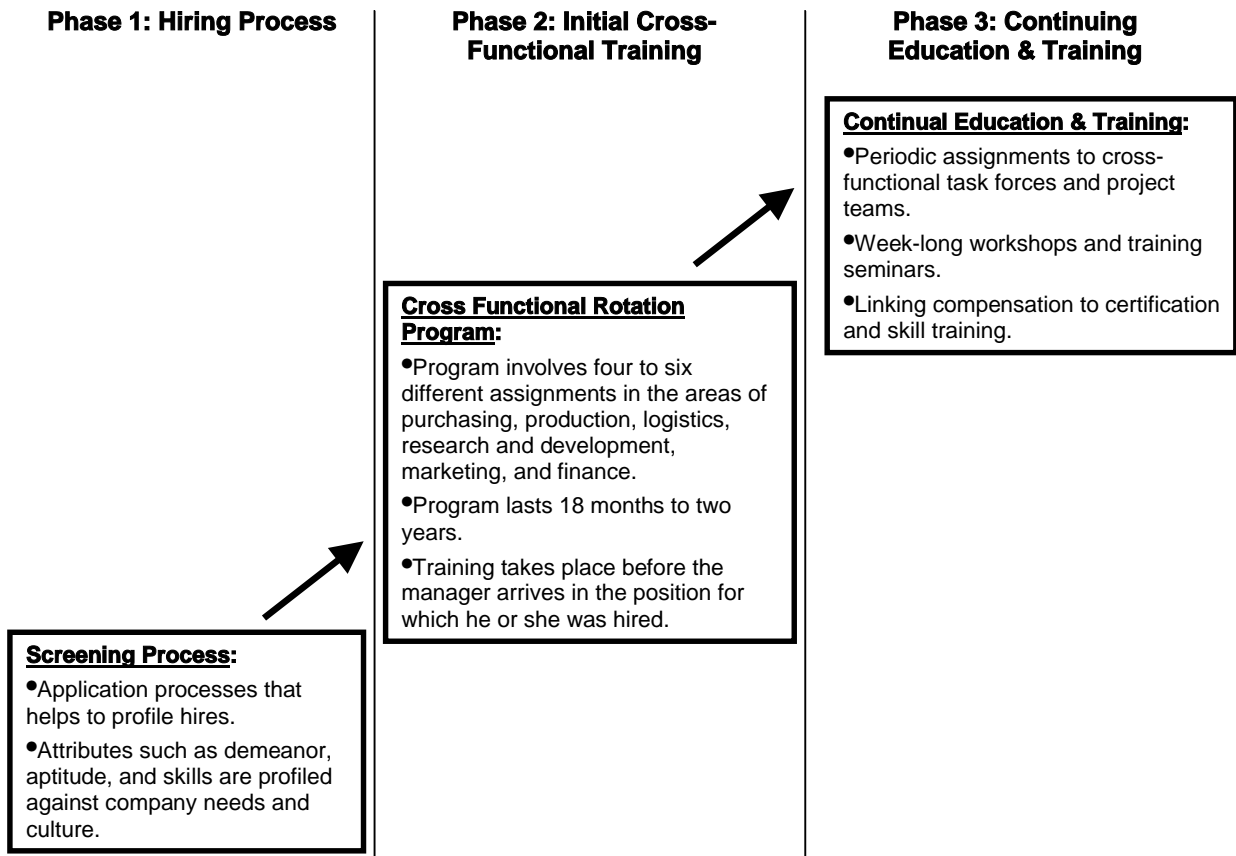 Phase 1: Hiring Process
Phase 2: Initial Cross-
Functional Training
Phase 3: Continuing
Education & Training
Screening Process:
•Application processes that
helps to profile hires.
•Attributes such as demeanor,
aptitude, and skills are profiled
against company needs and
culture.
Cross Functional Rotation
Program:
•Program involves four to six
different assignments in the areas of
purchasing, production, logistics,
research and development,
marketing, and finance.
•Program lasts 18 months to two
years.
•Training takes place before the
manager arrives in the position for
which he or she was hired.
Continual Education & Training:
•Periodic assignments to cross-
functional task forces and project
teams.
•Week-long workshops and training
seminars.
•Linking compensation to certification
and skill training.